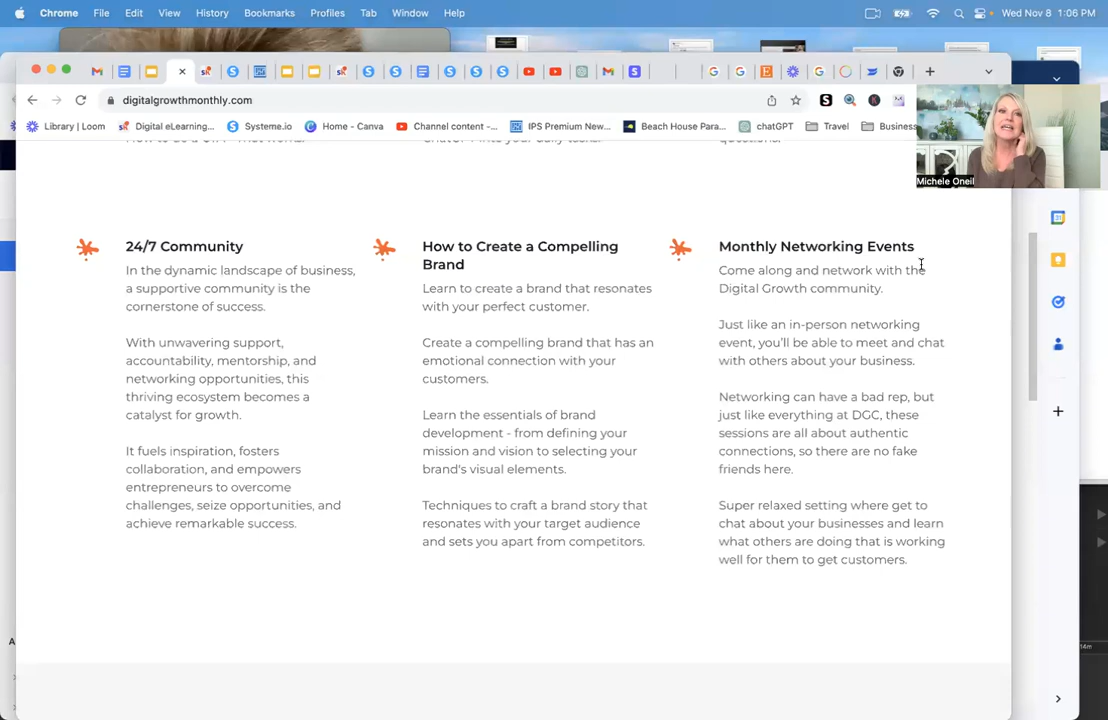 Chrome File Edit View History Bookmarks Profiles Tab Window Help
Wed Nov 8 1:06 PM
digitalgrowthmonthly.com
Library | Loom Digital eLearning... Systeme.io Home - Canva Channel content -... IPS Premium New... Beach House Para... chatGPT Travel Business
Michele Oneil
24/7 Community
In the dynamic landscape of business,
a supportive community is the
cornerstone of success.
With unwavering support,
accountability, mentorship, and
networking opportunities, this
thriving ecosystem becomes a
catalyst for growth.
It fuels inspiration, fosters
collaboration, and empowers
entrepreneurs to overcome
challenges, seize opportunities, and
achieve remarkable success.
How to Create a Compelling
Brand
Learn to create a brand that resonates
with your perfect customer.
Create a compelling brand that has an
emotional connection with your
customers.
Learn the essentials of brand
development - from defining your
mission and vision to selecting your
brand's visual elements.
Techniques to craft a brand story that
resonates with your target audience
and sets you apart from competitors.
Monthly Networking Events
Come along and network with the
Digital Growth community.
Just like an in-person networking
event, you'll be able to meet and chat
with others about your business.
Networking can have a bad rep, but
just like everything at DGC, these
sessions are all about authentic
connections, so there are no fake
friends here.
Super relaxed setting where get to
chat about your businesses and learn
what others are doing that is working
well for them to get customers.